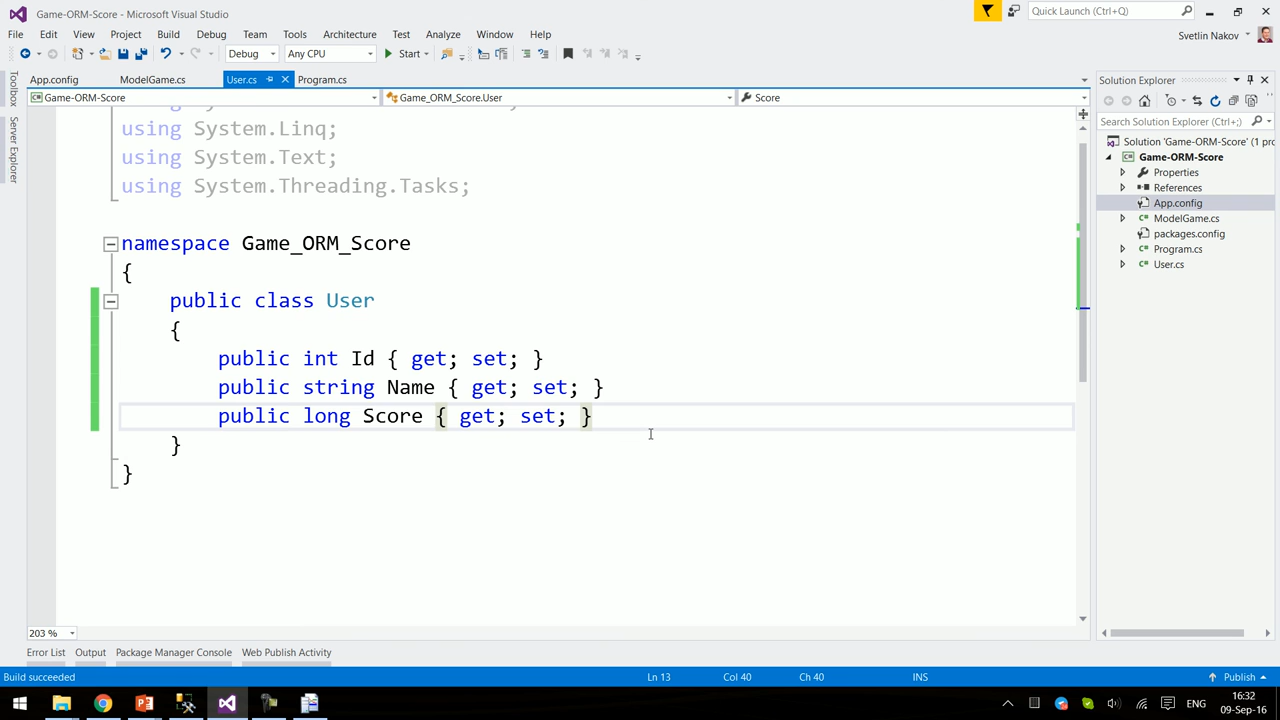 Game-ORM-Score - Microsoft Visual Studio
Quick Launch (Ctrl+Q)
File Edit View Project Build Debug Team Tools Architecture Test Analyze Window Help
Svetlin Nakov
Debug Any CPU Start
App.config ModelGame.cs User.cs Program.cs
Game-ORM-Score Game_ORM_Score.User Score
Toolbox
Server Explorer
using System.Linq;
using System.Text;
using System.Threading.Tasks;
namespace Game_ORM_Score
{
public class User
{
public int Id { get; set; }
public string Name { get; set; }
public long Score { get; set; }
}
}
Solution Explorer
Search Solution Explorer (Ctrl+;)
Solution 'Game-ORM-Score' (1 pro
Game-ORM-Score
Properties
References
App.config
ModelGame.cs
packages.config
Program.cs
User.cs
203 %
Error List Output Package Manager Console Web Publish Activity
Build succeeded Ln 13 Col 40 Ch 40 INS Publish
ENG
16:32
09-Sep-16